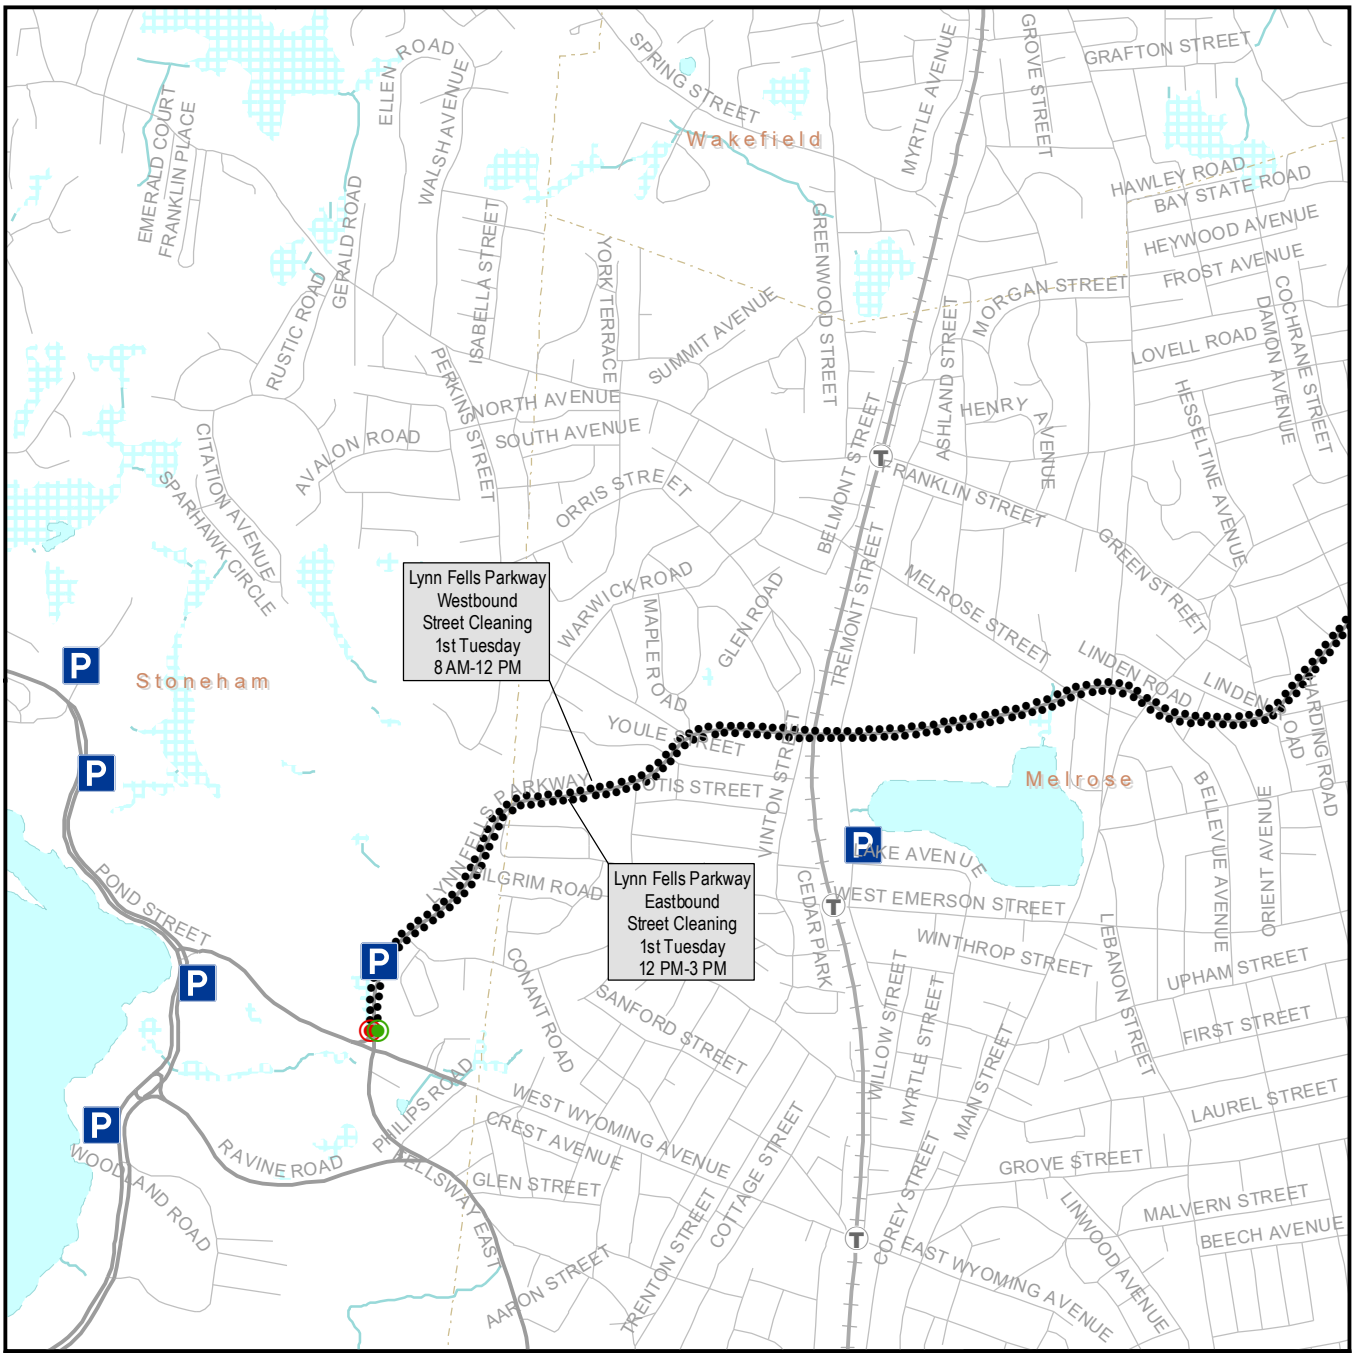 ELLEN ROAD
SPRING STREET
GROVE STREET
GRAFTON STREET
EMERALD COURT
FRANKLIN PLACE
WALSH AVENUE
Wakefield
MYRTLE AVENUE
HAWLEY ROAD
BAY STATE ROAD
HEYWOOD AVENUE
FROST AVENUE
GERALD ROAD
ISABELLA STREET
YORK TERRACE
GREENWOOD STREET
MORGAN STREET
COCHRANE STREET
DAMON AVENUE
RUSTIC ROAD
SUMMIT AVENUE
ASHLAND STREET
LOVELL ROAD
PERKINS STREET
NORTH AVENUE
SOUTH AVENUE
HENRY AVENUE
HESSELTINE AVENUE
CITATION AVENUE
AVALON ROAD
BELMONT STREET
T
FRANKLIN STREET
SPARHAWK CIRCLE
ORRIS STREET
GREEN STREET
TREMONT STREET
MELROSE STREET
Lynn Fells Parkway
Westbound
Street Cleaning
1st Tuesday
8 AM-12 PM
WARWICK ROAD
MAPLE ROAD
GLEN ROAD
P
Stoneham
LINDEN ROAD
LINDEN ROAD
HARDING ROAD
YOULE STREET
VINTON STREET
P
LYNN FELLS PARKWAY
OTIS STREET
Melrose
BELLEVUE AVENUE
ORIENT AVENUE
P
LAKE AVENUE
POND STREET
PILGRIM ROAD
Lynn Fells Parkway
Eastbound
Street Cleaning
1st Tuesday
12 PM-3 PM
CEDAR PARK
T
WEST EMERSON STREET
WINTHROP STREET
LEBANON STREET
UPHAM STREET
P
P
CONANT ROAD
SANFORD STREET
WILLOW STREET
MYRTLE STREET
MAIN STREET
FIRST STREET
P
PHILIPS ROAD
WEST WYOMING AVENUE
CREST AVENUE
LAUREL STREET
WOODLAND ROAD
RAVINE ROAD
FELLSWAY EAST
GLEN STREET
COTTAGE STREET
TRENTON STREET
COREY STREET
GROVE STREET
LINWOOD AVENUE
MALVERN STREET
BEECH AVENUE
T
EAST WYOMING AVENUE
AARON STREET